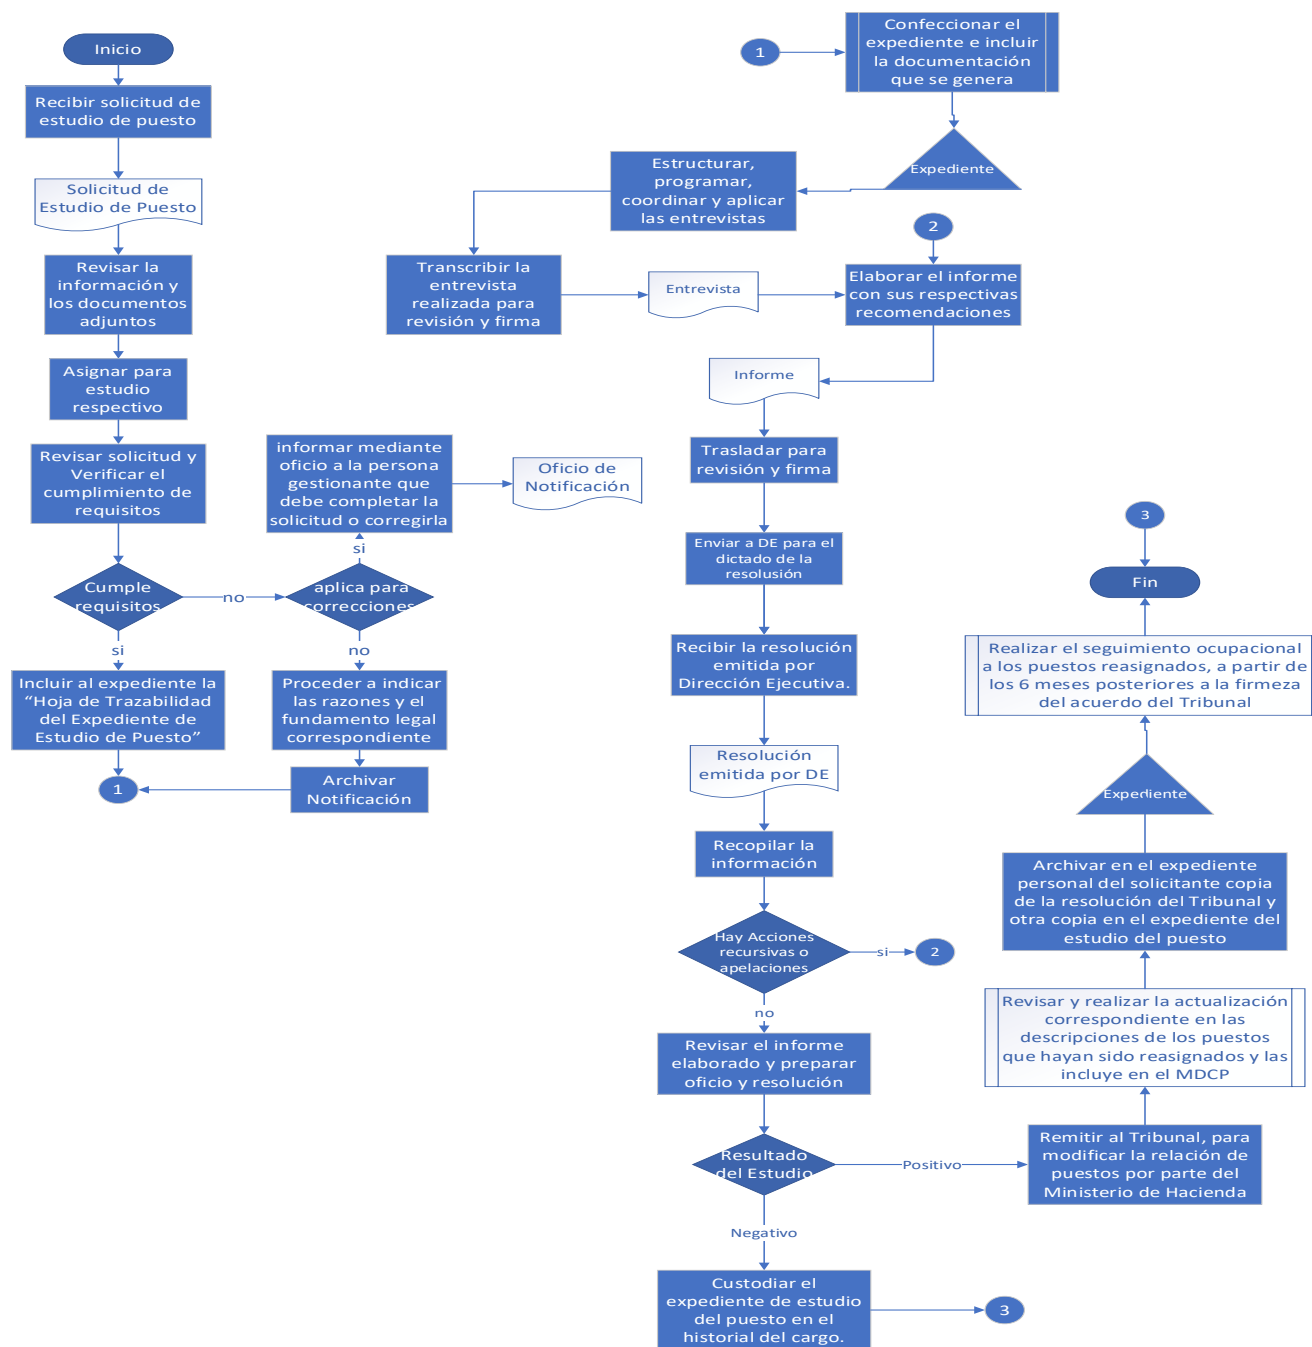 Inicio
Recibir solicitud de
estudio de puesto
Solicitud de
Estudio de Puesto
Revisar la
información y
los documentos
adjuntos
Asignar para
estudio
respectivo
Revisar solicitud y
Verificar el
cumplimiento de
requisitos
Cumple
requisitos
no
si
Incluir al expediente la
“Hoja de Trazabilidad
del Expediente de
Estudio de Puesto”
1
informar mediante
oficio a la persona
gestionante que
debe completar la
solicitud o corregirla
Oficio de
Notificación
si
aplica para
correcciones
no
Proceder a indicar
las razones y el
fundamento legal
correspondiente
Archivar
Notificación
1
Confeccionar el
expediente e incluir
la documentación
que se genera
Expediente
Estructurar,
programar,
coordinar y aplicar
las entrevistas
Transcribir la
entrevista
realizada para
revisión y firma
Entrevista
2
Elaborar el informe
con sus respectivas
recomendaciones
Informe
Trasladar para
revisión y firma
Enviar a DE para el
dictado de la
resolusión
Recibir la resolución
emitida por
Dirección Ejecutiva.
Resolución
emitida por DE
Recopilar la
información
Hay Acciones
recursivas o
apelaciones
si
2
no
Revisar el informe
elaborado y preparar
oficio y resolución
Resultado
del Estudio
Positivo
Negativo
Custodiar el
expediente de estudio
del puesto en el
historial del cargo.
3
3
Fin
Realizar el seguimiento ocupacional
a los puestos reasignados, a partir de
los 6 meses posteriores a la firmeza
del acuerdo del Tribunal
Expediente
Archivar en el expediente
personal del solicitante copia
de la resolución del Tribunal y
otra copia en el expediente del
estudio del puesto
Revisar y realizar la actualización
correspondiente en las
descripciones de los puestos
que hayan sido reasignados y las
incluye en el MDCP
Remitir al Tribunal, para
modificar la relación de
puestos por parte del
Ministerio de Hacienda